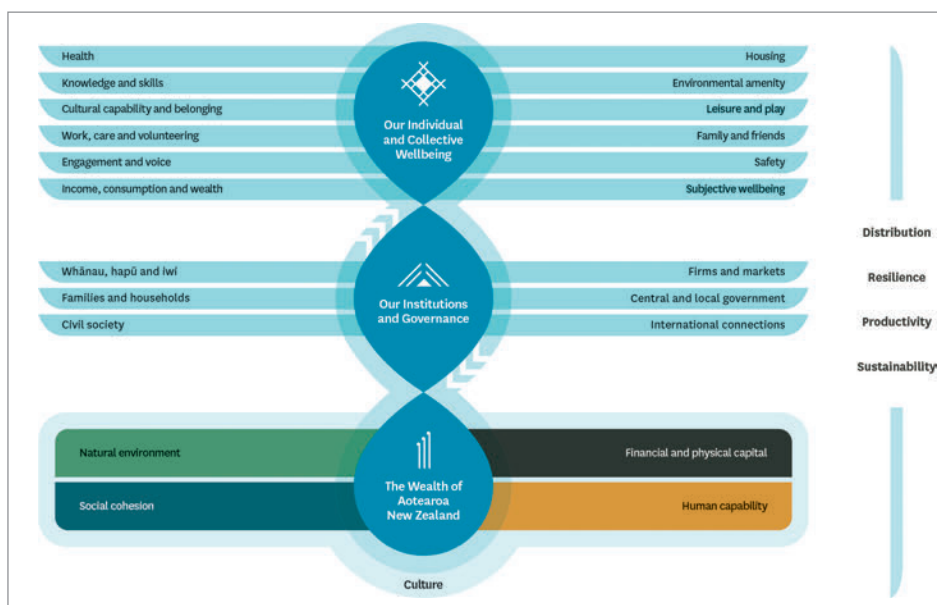 Health
Housing
Knowledge and skills
Environmental amenity
Cultural capability and belonging
Leisure and play
Work, care and volunteering
Family and friends
Engagement and voice
Safety
Income, consumption and wealth
Subjective wellbeing
Our Individual
and Collective
Wellbeing
Whānau, hapū and iwi
Firms and markets
Families and households
Central and local government
Civil society
International connections
Our Institutions
and Governance
Natural environment
Financial and physical capital
Social cohesion
Human capability
The Wealth of
Aotearoa
New Zealand
Culture
Distribution
Resilience
Productivity
Sustainability